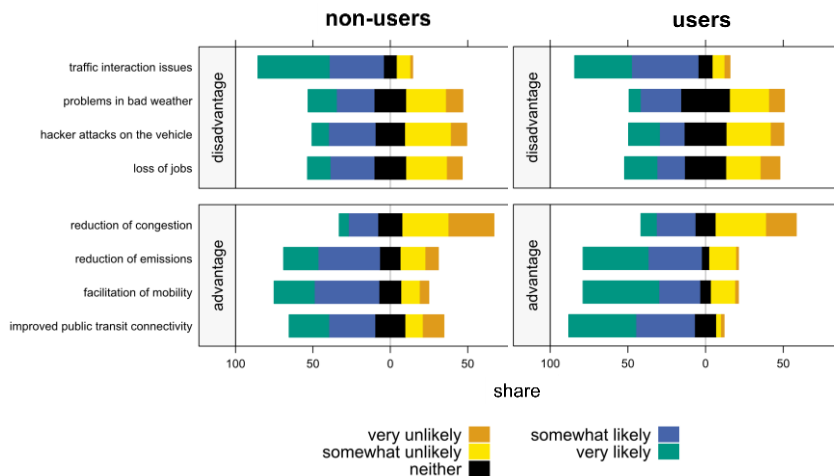 non-users users
traffic interaction issues
problems in bad weather
hacker attacks on the vehicle
loss of jobs
disadvantage
disadvantage
reduction of congestion
reduction of emissions
facilitation of mobility
improved public transit connectivity
advantage
advantage
100 50 0 50 100 50 0 50
share
very unlikely somewhat likely
somewhat unlikely very likely
neither